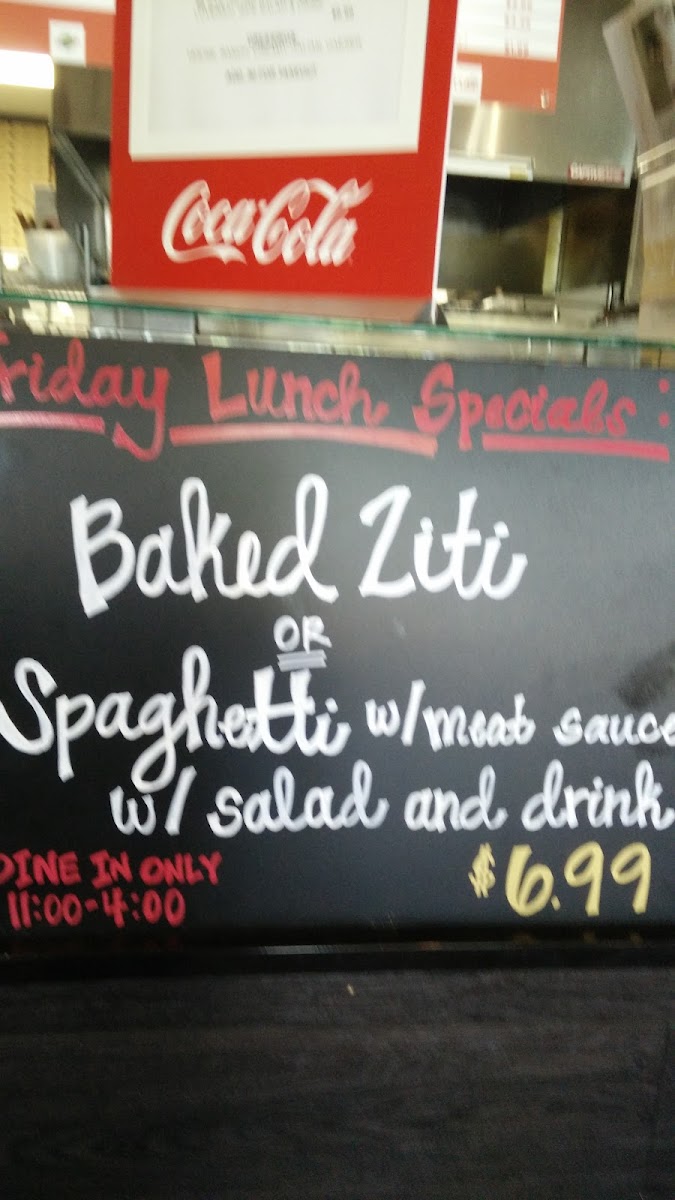 Coca-Cola
Friday Lunch Specials:
Baked Ziti
OR
Spaghetti w/meat sauce
w/ salad and drink
DINE IN ONLY
11:00-4:00
$6.99